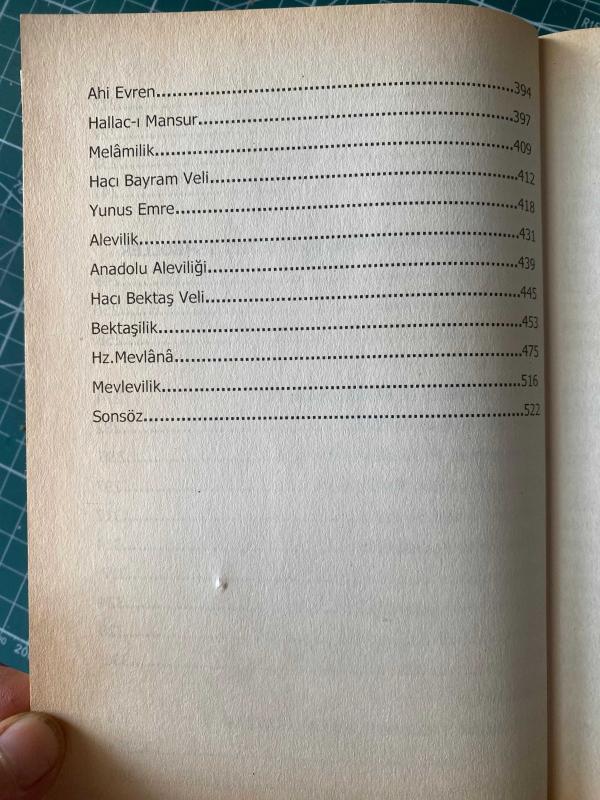 Ahi Evren....................................................................394
Hallac-ı Mansur............................................................397
Melâmilik....................................................................409
Hacı Bayram Veli..........................................................412
Yunus Emre.................................................................418
Alevilik.......................................................................431
Anadolu Aleviliği..........................................................439
Hacı Bektaş Veli...........................................................445
Bektaşilik....................................................................453
Hz.Mevlânâ.................................................................475
Mevlevilik...................................................................516
Sonsöz.......................................................................522